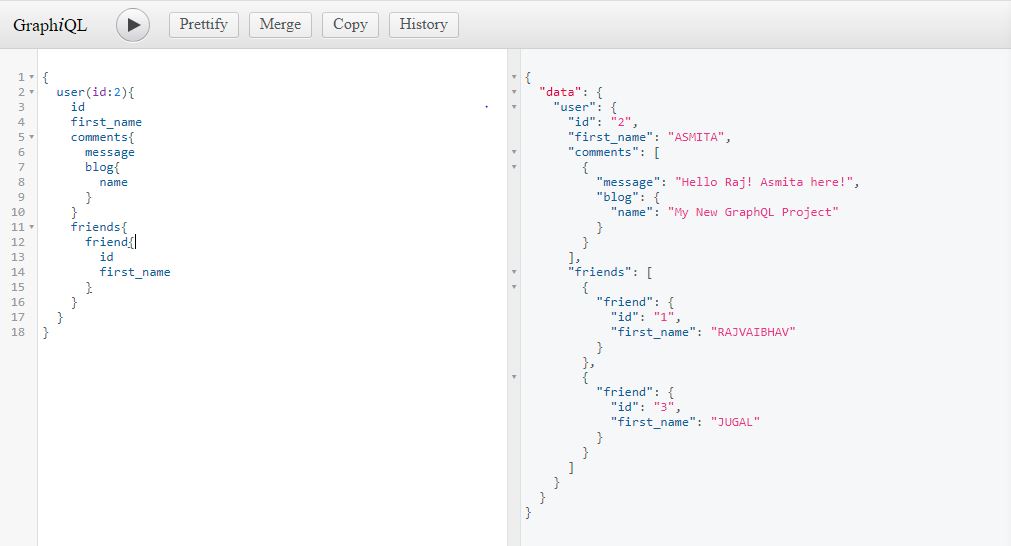 GraphiQL
Prettify
Merge
Copy
History
1 {
2 user(id:2){
3 id
4 first_name
5 comments{
6 message
7 blog{
8 name
9 }
10 }
11 friends{
12 friend{
13 id
14 first_name
15 }
16 }
17 }
18 }
{
"data": {
"user": {
"id": "2",
"first_name": "ASMITA",
"comments": [
{
"message": "Hello Raj! Asmita here!",
"blog": {
"name": "My New GraphQL Project"
}
}
],
"friends": [
{
"friend": {
"id": "1",
"first_name": "RAJVAIBHAV"
}
},
{
"friend": {
"id": "3",
"first_name": "JUGAL"
}
}
]
}
}
}